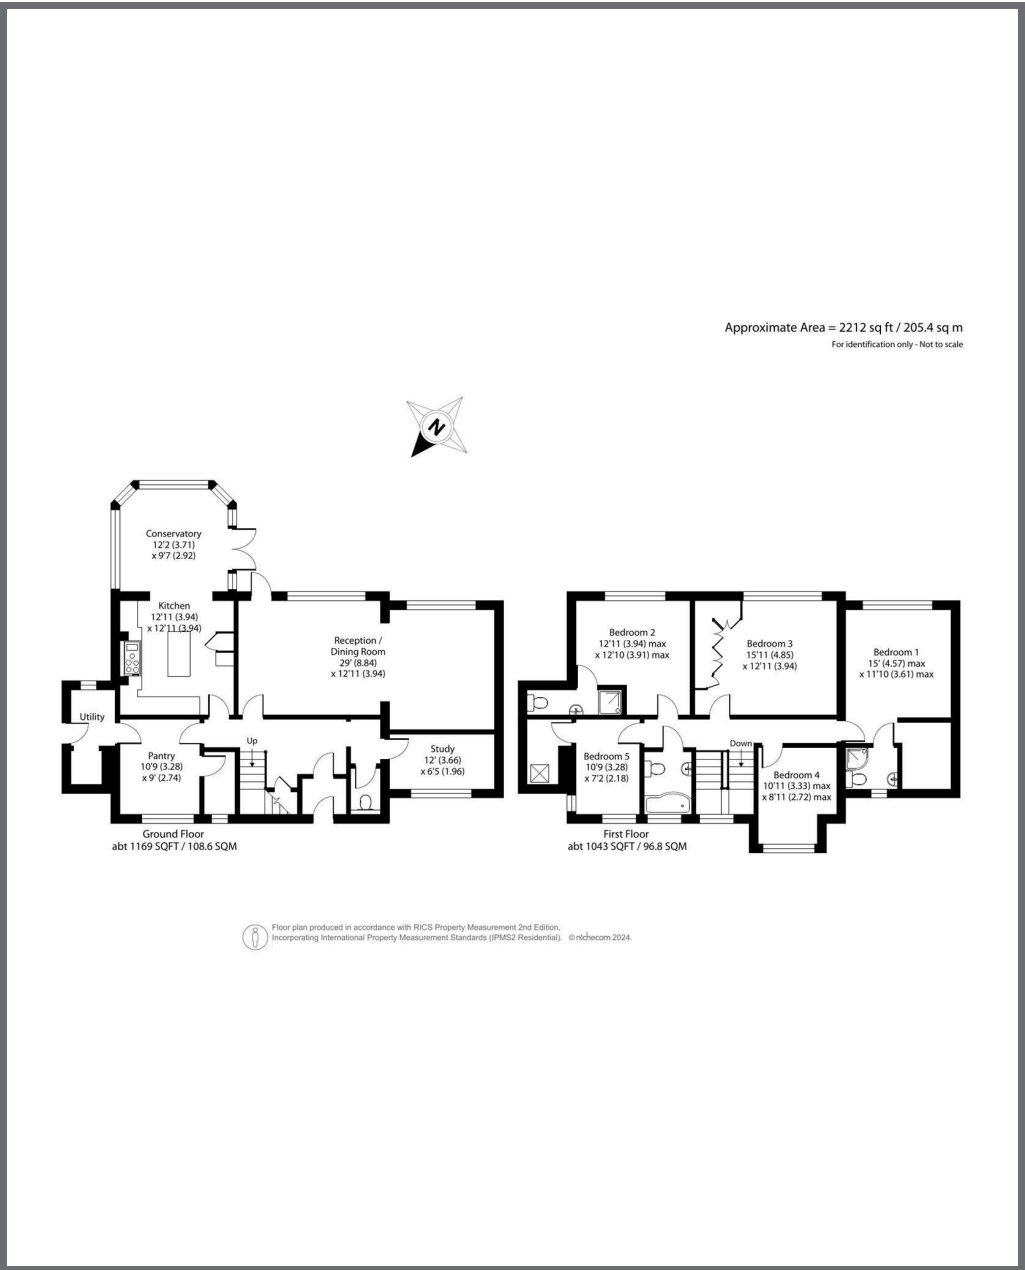 Approximate Area = 2212 sq ft / 205.4 sq m
For identification only - Not to scale
N
Conservatory
12'2 (3.71)
x 9'7 (2.92)
Kitchen
12'11 (3.94)
x 12'11 (3.94)
Reception /
Dining Room
29' (8.84)
x 12'11 (3.94)
Utility
Pantry
10'9 (3.28)
x 9' (2.74)
Up
Study
12' (3.66)
x 6'5 (1.96)
Ground Floor
abt 1169 SQFT / 108.6 SQM
Bedroom 2
12'11 (3.94) max
x 12'10 (3.91) max
Bedroom 3
15'11 (4.85)
x 12'11 (3.94)
Bedroom 1
15' (4.57) max
x 11'10 (3.61) max
Bedroom 5
10'9 (3.28)
x 7'2 (2.18)
Down
Bedroom 4
10'11 (3.33) max
x 8'11 (2.72) max
First Floor
abt 1043 SQFT / 96.8 SQM
Floor plan produced in accordance with RICS Property Measurement 2nd Edition,
Incorporating International Property Measurement Standards (IPMS2 Residential). © nichecom 2024.